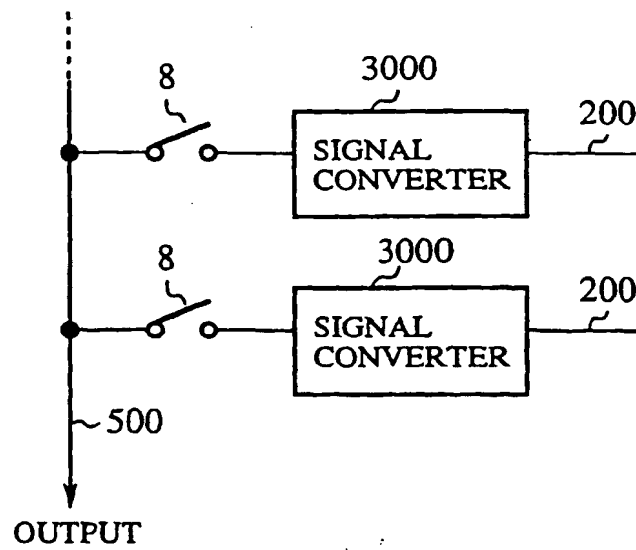 8
3000
200
SIGNAL
CONVERTER
8
3000
200
SIGNAL
CONVERTER
500
OUTPUT